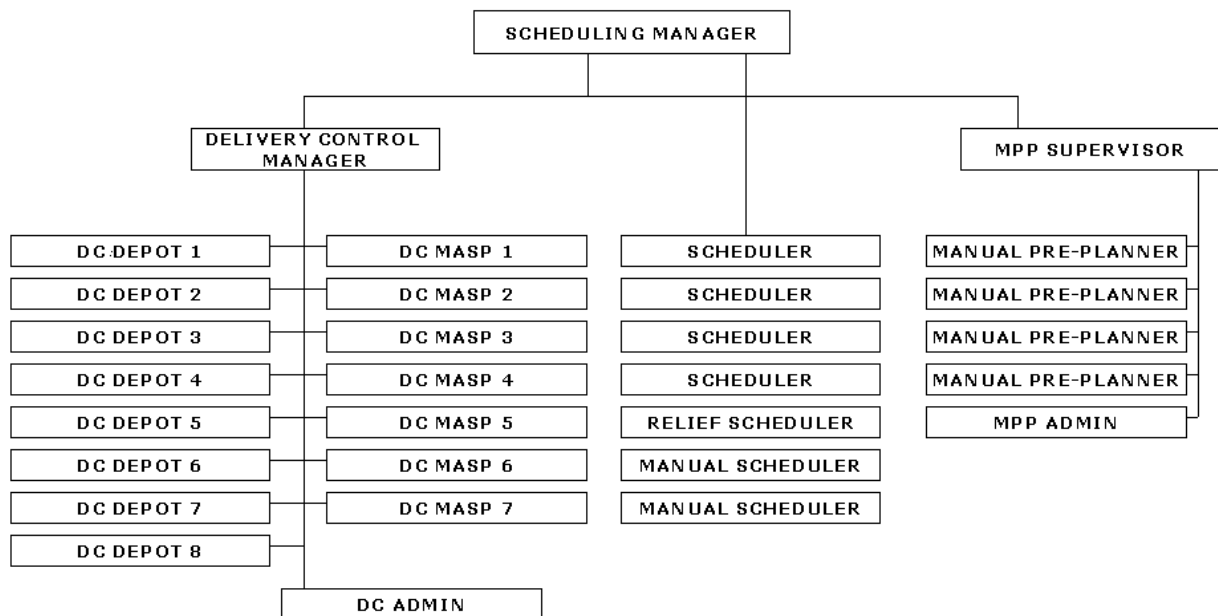 SCHEDULING MANAGER
DELIVERY CONTROL
MANAGER
MPP SUPERVISOR
DC DEPOT 1
DC MASP 1
SCHEDULER
MANUAL PRE-PLANNER
DC DEPOT 2
DC MASP 2
SCHEDULER
MANUAL PRE-PLANNER
DC DEPOT 3
DC MASP 3
SCHEDULER
MANUAL PRE-PLANNER
DC DEPOT 4
DC MASP 4
SCHEDULER
MANUAL PRE-PLANNER
DC DEPOT 5
DC MASP 5
RELIEF SCHEDULER
MPP ADMIN
DC DEPOT 6
DC MASP 6
MANUAL SCHEDULER
DC DEPOT 7
DC MASP 7
MANUAL SCHEDULER
DC DEPOT 8
DC ADMIN